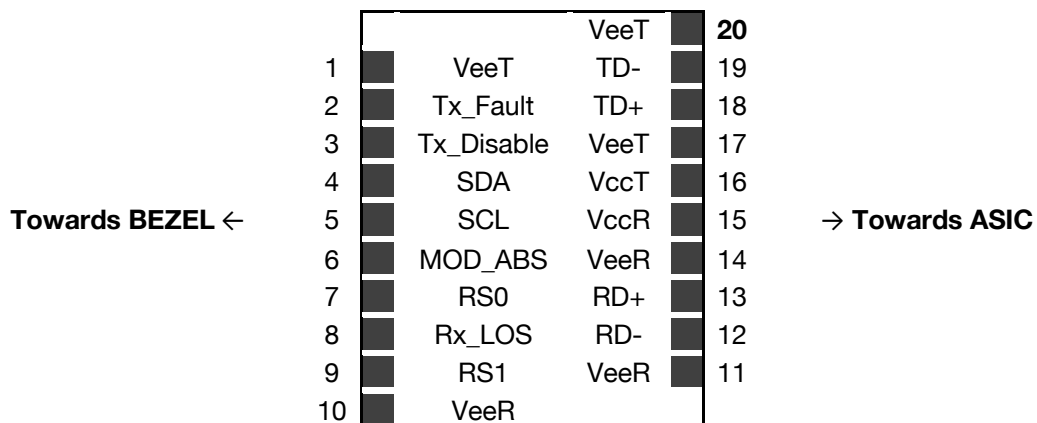 VeeT 20
1 VeeT TD- 19
2 Tx_Fault TD+ 18
3 Tx_Disable VeeT 17
4 SDA VccT 16
Towards BEZEL ← 5 SCL VccR 15 → Towards ASIC
6 MOD_ABS VeeR 14
7 RS0 RD+ 13
8 Rx_LOS RD- 12
9 RS1 VeeR 11
10 VeeR